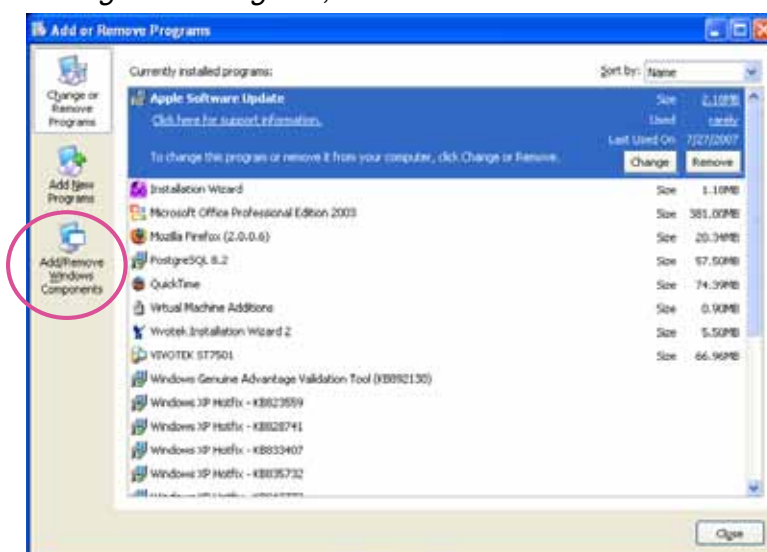 Add or Remove Programs
Change or
Remove
Programs
Add New
Programs
Add/Remove
Windows
Components
Currently installed programs:
Sort by: Name
Apple Software Update
Size 2.10MB
Click here for support information.
Used rarely
Last Used On 7/27/2007
To change this program or remove it from your computer, click Change or Remove.
Change Remove
Installation Wizard Size 1.10MB
Microsoft Office Professional Edition 2003 Size 381.00MB
Mozilla Firefox (2.0.0.6) Size 20.34MB
PostgreSQL 8.2 Size 57.50MB
QuickTime Size 74.39MB
Virtual Machine Additions Size 0.90MB
Vivotek Installation Wizard 2 Size 5.50MB
VIVOTEK ST7501 Size 66.96MB
Windows Genuine Advantage Validation Tool (KB892130)
Windows XP Hotfix - KB823559
Windows XP Hotfix - KB828741
Windows XP Hotfix - KB833407
Windows XP Hotfix - KB835732
Close